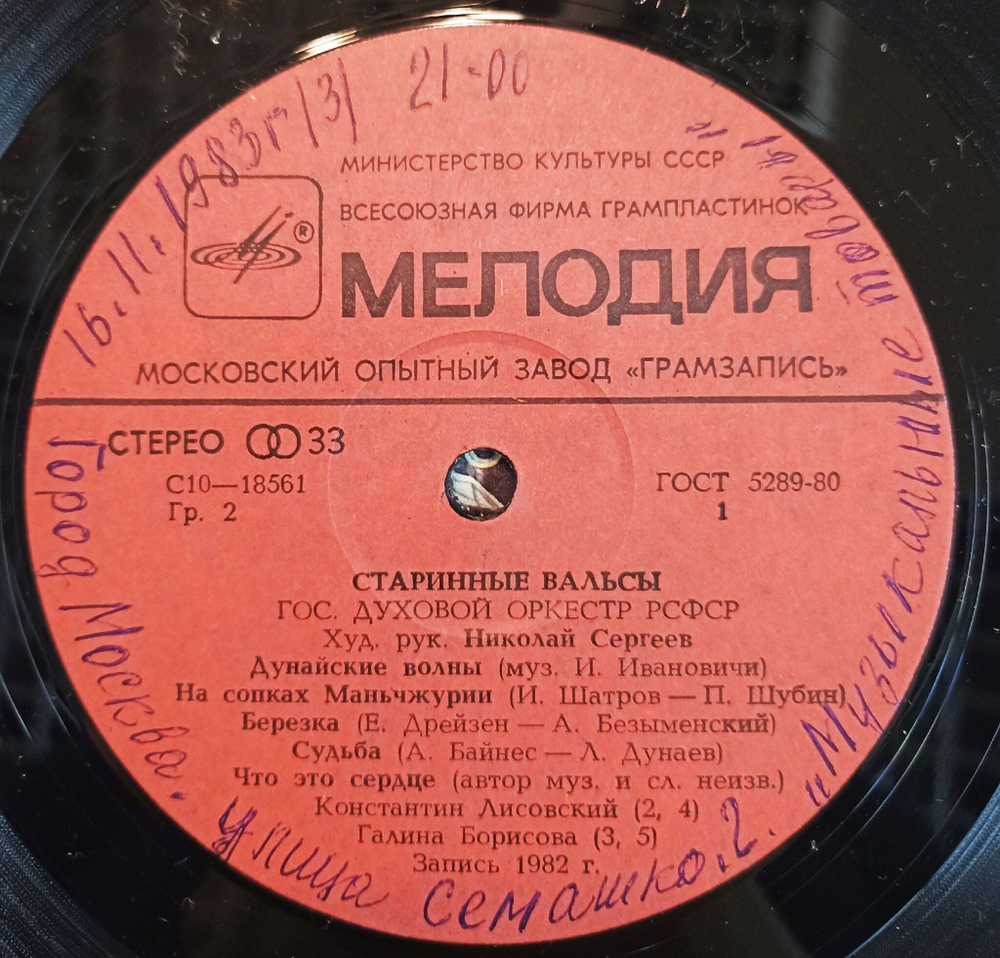 16.11.1983г /3/ 21-00
МИНИСТЕРСТВО КУЛЬТУРЫ СССР
ВСЕСОЮЗНАЯ ФИРМА ГРАМПЛАСТИНОК
®
МЕЛОДИЯ
МОСКОВСКИЙ ОПЫТНЫЙ ЗАВОД «ГРАМЗАПИСЬ»
СТЕРЕО 33
С10—18561
Гр. 2
ГОСТ 5289-80
1
СТАРИННЫЕ ВАЛЬСЫ
ГОС. ДУХОВОЙ ОРКЕСТР РСФСР
Худ. рук. Николай Сергеев
Дунайские волны (муз. И. Ивановичи)
На сопках Маньчжурии (И. Шатров — П. Шубин)
Березка (Е. Дрейзен — А. Безыменский)
Судьба (А. Байнес — Л. Дунаев)
Что это сердце (автор муз. и сл. неизв.)
Константин Лисовский (2, 4)
Галина Борисова (3, 5)
Запись 1982 г.
Город Москва. Улица Семашко. 2. „Музыкальные товары"